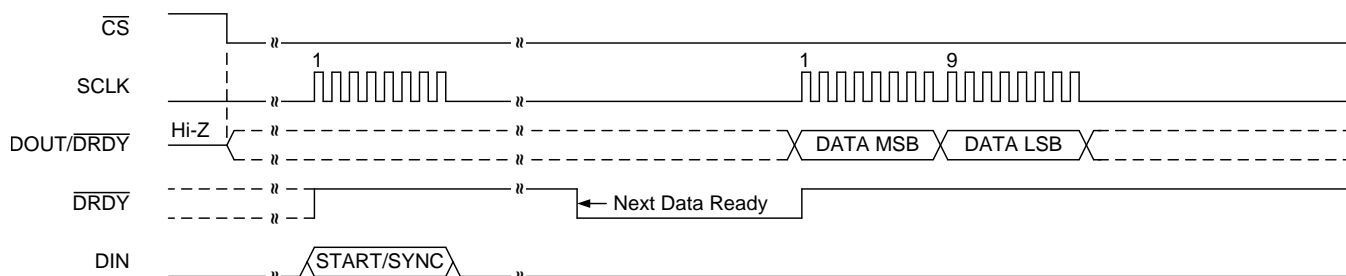 CS
1
1
9
SCLK
Hi-Z
DOUT/DRDY
DATA MSB
DATA LSB
DRDY
Next Data Ready
DIN
START/SYNC